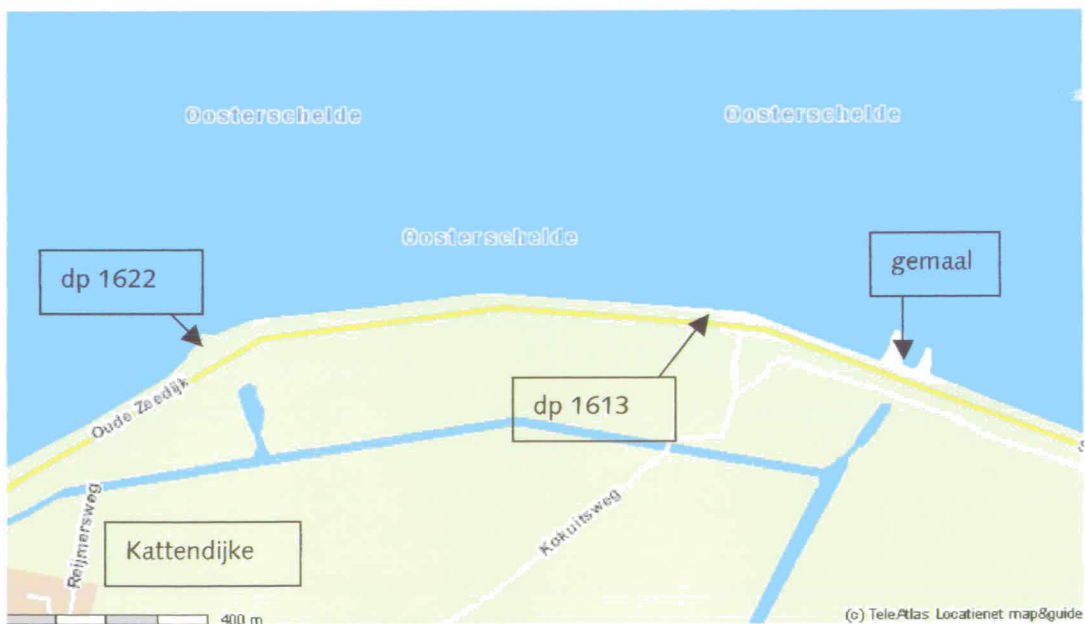 Oosterschelde
Oosterschelde
Oosterschelde
gemaal
dp 1622
dp 1613
Oude Zeedijk
Kokuitsweg
Reijmersweg
Kattendijke
400 m
(c) TeleAtlas Locatienet map&guide